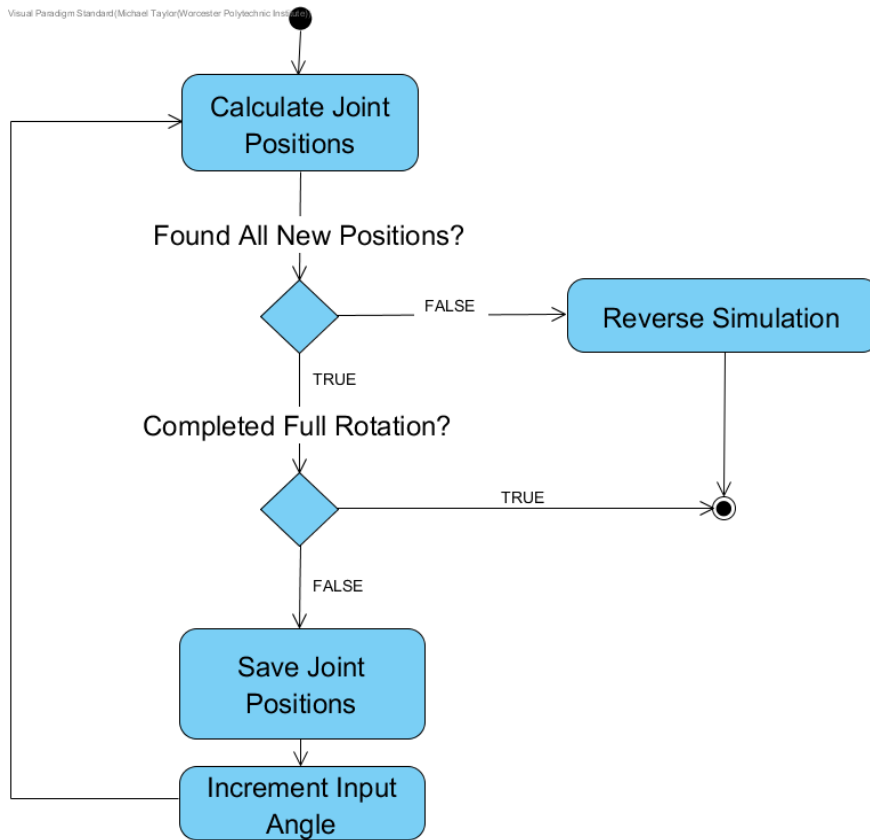 Visual Paradigm Standard(Michael Taylor(Worcester Polytechnic Institute))
Calculate Joint
Positions
Found All New Positions?
FALSE
Reverse Simulation
TRUE
Completed Full Rotation?
TRUE
FALSE
Save Joint
Positions
Increment Input
Angle